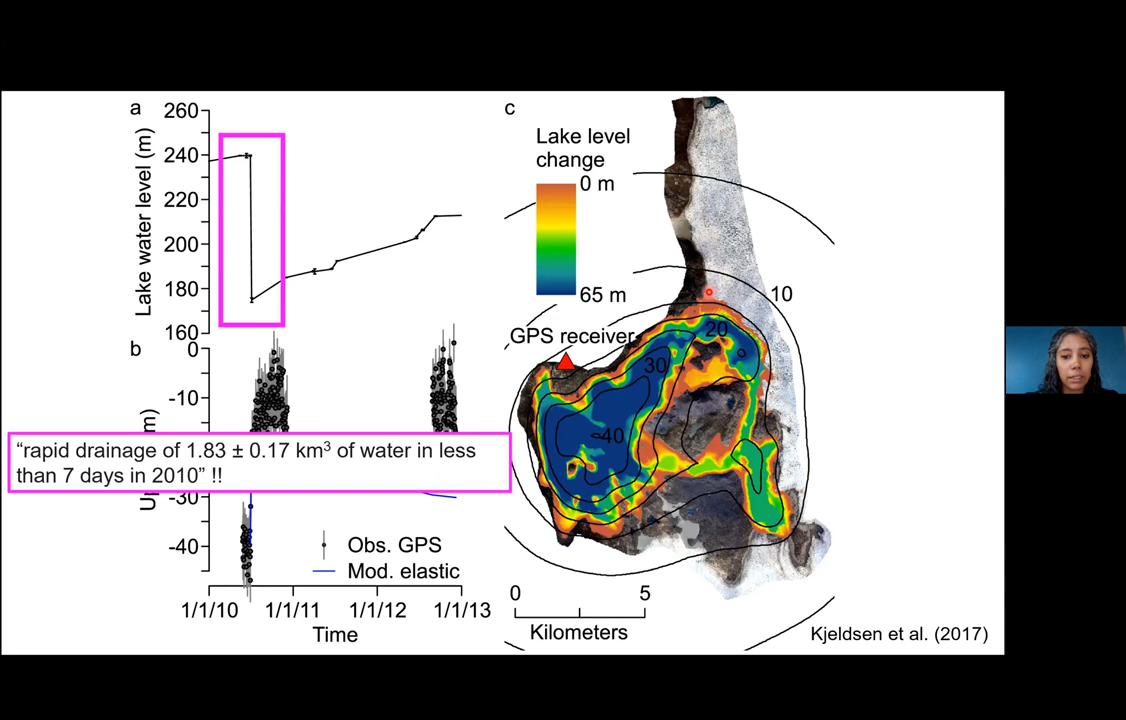 a
260
240
220
200
180
160
Lake water level (m)
b
0
-10
-30
-40
m)
“rapid drainage of 1.83 ± 0.17 km³ of water in less
than 7 days in 2010” !!
Obs. GPS
Mod. elastic
1/1/10
1/1/11
1/1/12
1/1/13
Time
c
Lake level
change
0 m
65 m
GPS receiver
10
20
30
40
0
5
Kilometers
Kjeldsen et al. (2017)